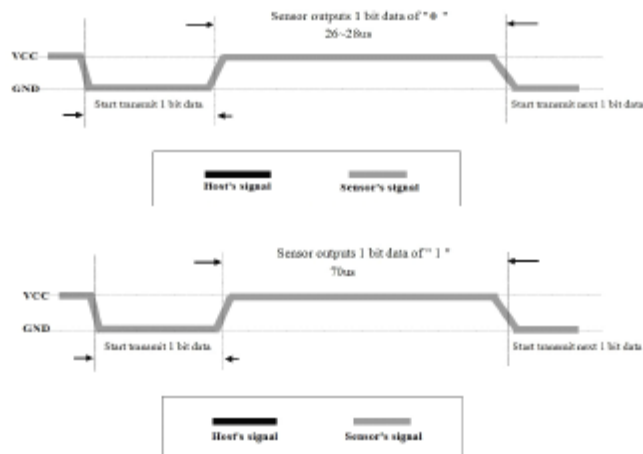 Sensor outputs 1 bit data of "0"
26~28us
VCC
GND
Start transmit 1 bit data
Start transmit next 1 bit data
Host's signal
Sensor's signal
Sensor outputs 1 bit data of "1"
70us
VCC
GND
Start transmit 1 bit data
Start transmit next 1 bit data
Host's signal
Sensor's signal